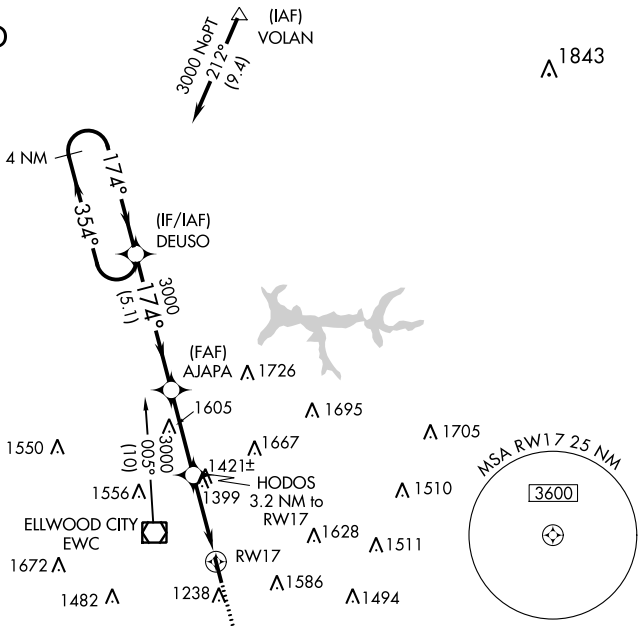 (IAF)
VOLAN
3000 NoPT
212°
(9.4)
1843
4 NM
174°
354°
(IF/IAF)
DEUSO
3000
174°
(5.1)
(FAF)
AJAPA
1726
1605
1695
1705
1550
3000
005°
(10)
1667
1421±
1399
HODOS
3.2 NM to
RW17
1556
1510
ELLWOOD CITY
EWC
1628
1511
RW17
1672
1586
1482
1238
1494
MSA RW17 25 NM
3600